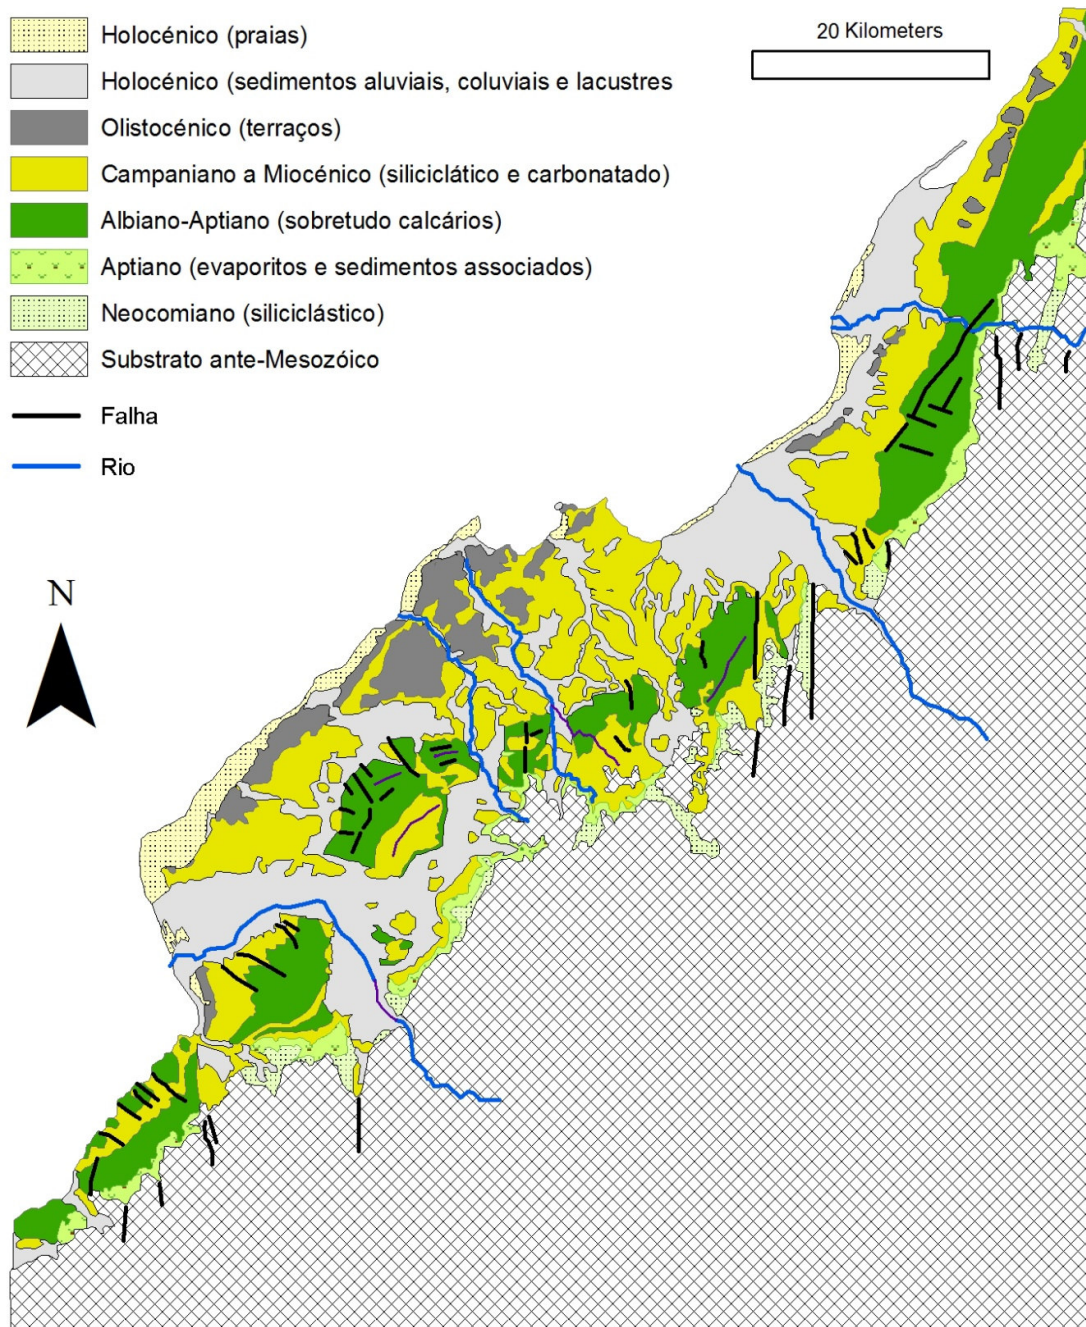 Holocénico (praias)
20 Kilometers
Holocénico (sedimentos aluviais, coluviais e lacustres
Olistocénico (terraços)
Campaniano a Miocénico (siliciclático e carbonatado)
Albiano-Aptiano (sobretudo calcários)
Aptiano (evaporitos e sedimentos associados)
Neocomiano (siliciclástico)
Substrato ante-Mesozóico
Falha
Rio
N